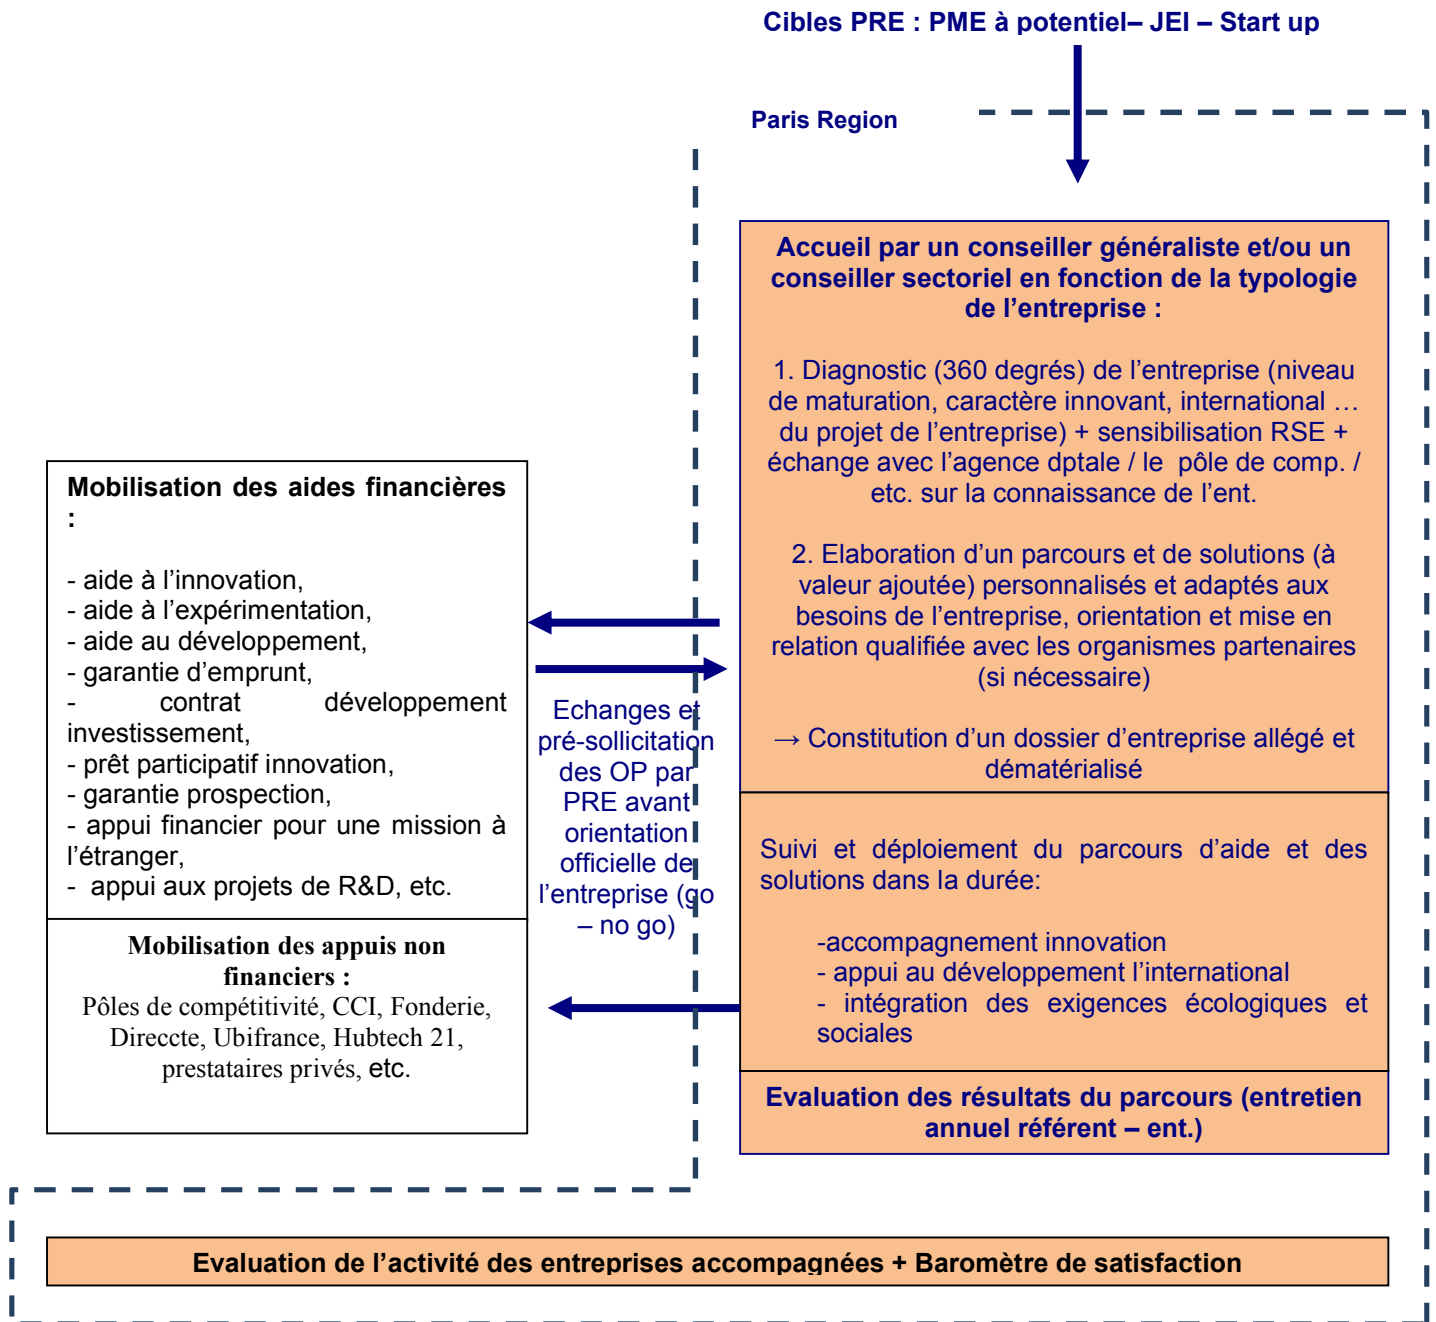 Cibles PRE : PME à potentiel– JEI – Start up
Paris Region
Accueil par un conseiller généraliste et/ou un
conseiller sectoriel en fonction de la typologie
de l’entreprise :
1. Diagnostic (360 degrés) de l’entreprise (niveau
de maturation, caractère innovant, international …
du projet de l’entreprise) + sensibilisation RSE +
échange avec l’agence dptale / le pôle de comp. /
etc. sur la connaissance de l’ent.
2. Elaboration d’un parcours et de solutions (à
valeur ajoutée) personnalisés et adaptés aux
besoins de l’entreprise, orientation et mise en
relation qualifiée avec les organismes partenaires
(si nécessaire)
→ Constitution d’un dossier d’entreprise allégé et
dématérialisé
Suivi et déploiement du parcours d’aide et des
solutions dans la durée:
-accompagnement innovation
- appui au développement l’international
- intégration des exigences écologiques et
sociales
Evaluation des résultats du parcours (entretien
annuel référent – ent.)
Echanges et
pré-sollicitation
des OP par
PRE avant
orientation
officielle de
l’entreprise (go
– no go)
Mobilisation des aides financières
:
- aide à l’innovation,
- aide à l’expérimentation,
- aide au développement,
- garantie d’emprunt,
- contrat développement
investissement,
- prêt participatif innovation,
- garantie prospection,
- appui financier pour une mission à
l’étranger,
- appui aux projets de R&D, etc.
Mobilisation des appuis non
financiers :
Pôles de compétitivité, CCI, Fonderie,
Direccte, Ubifrance, Hubtech 21,
prestataires privés, etc.
Evaluation de l’activité des entreprises accompagnées + Baromètre de satisfaction